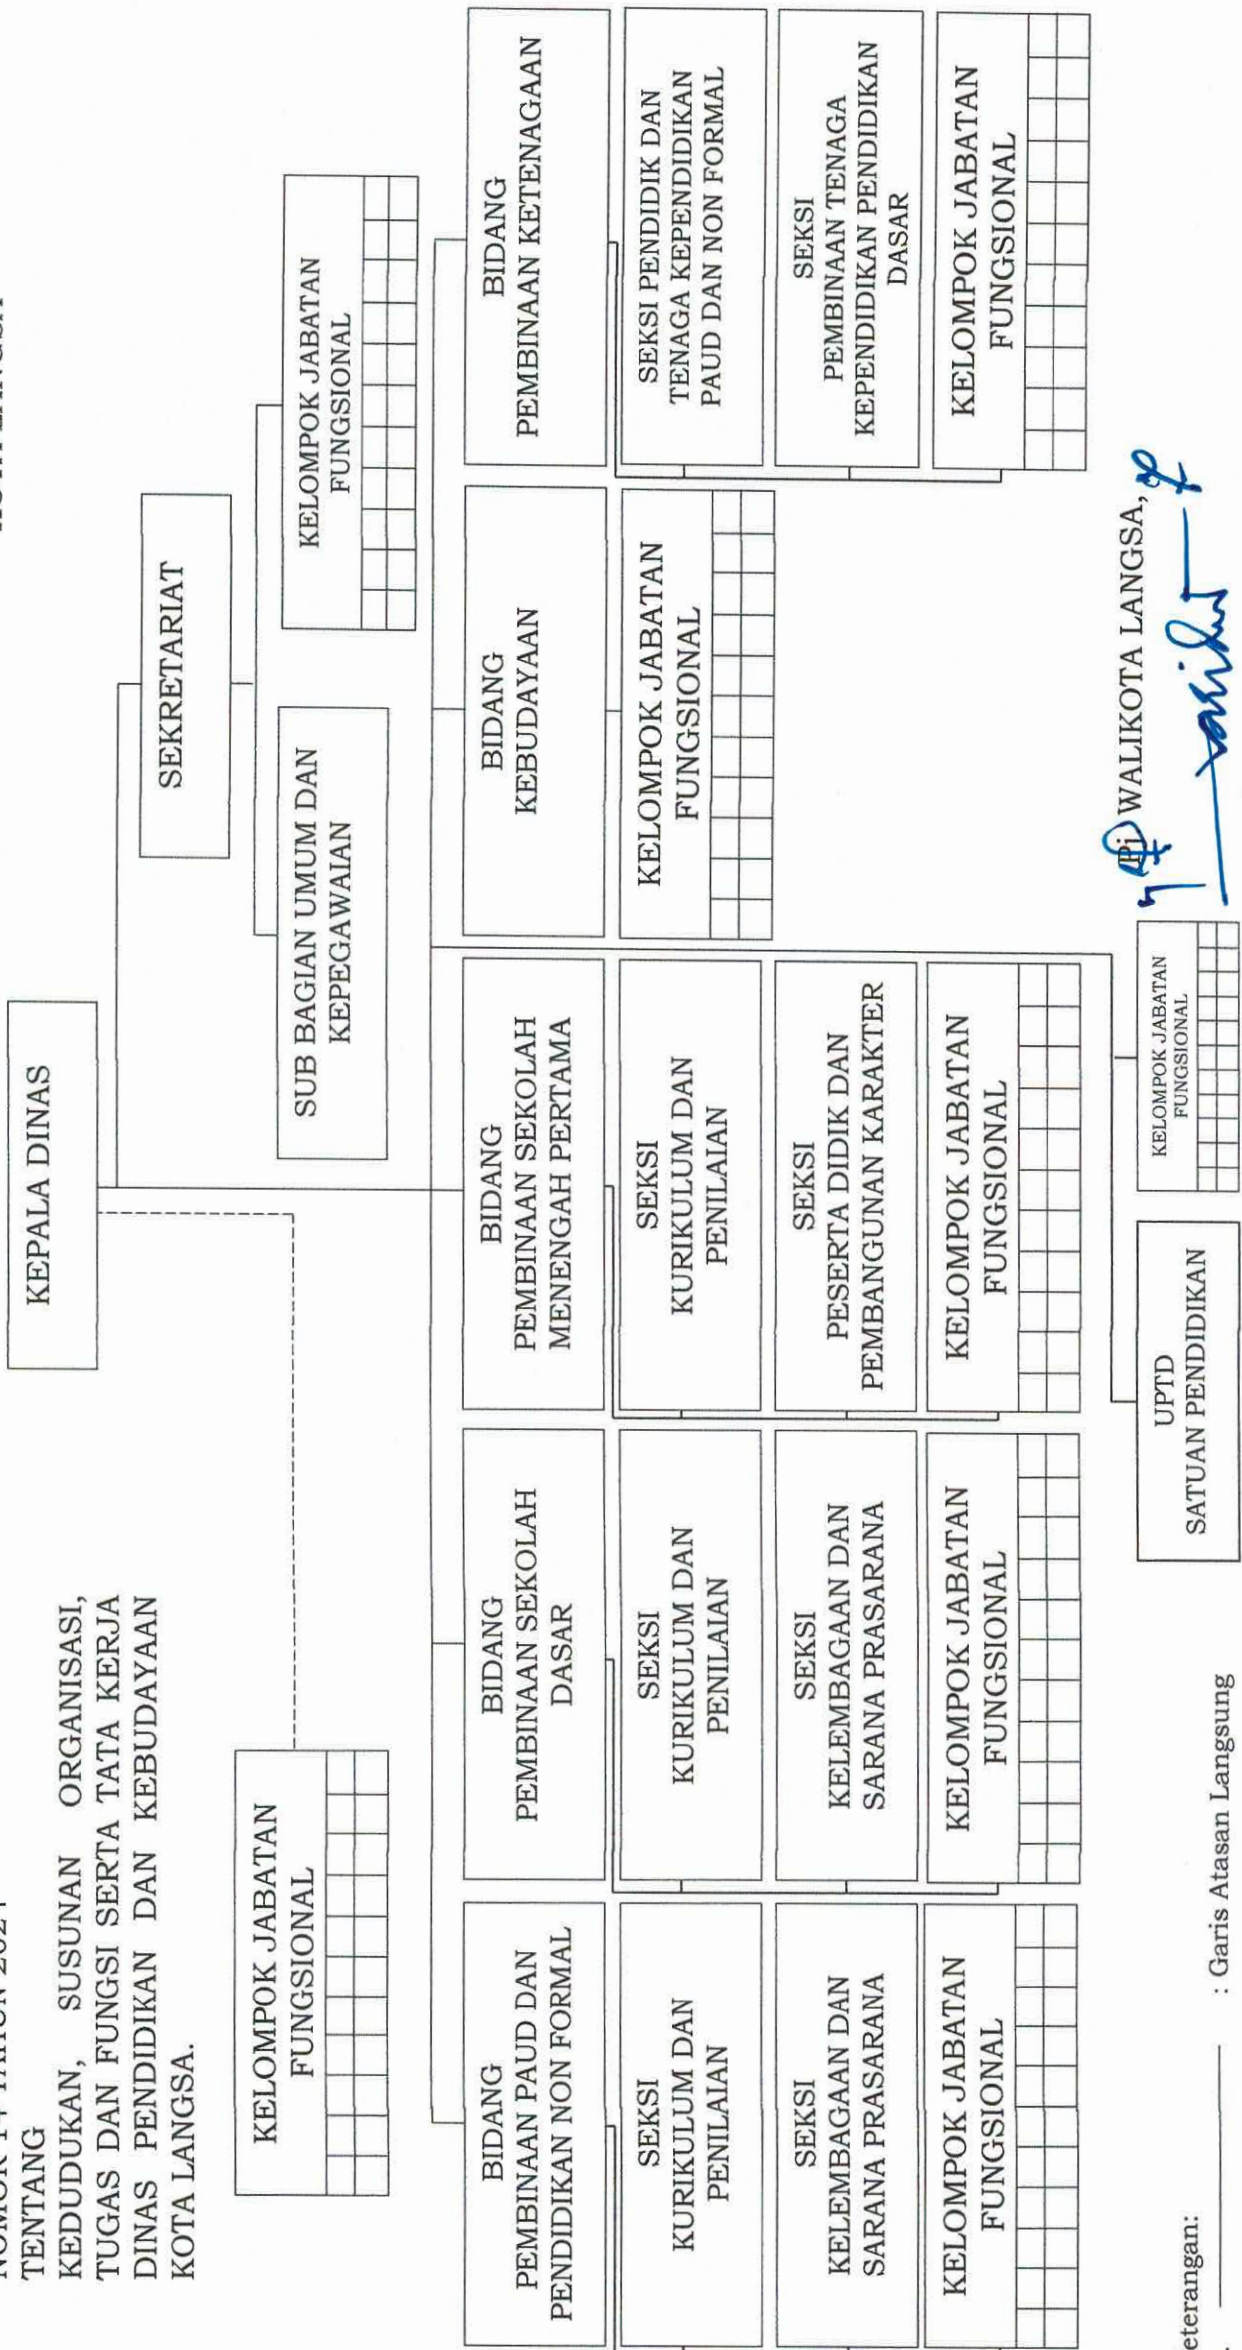 TENTANG
KEDUDUKAN, SUSUNAN ORGANISASI,
TUGAS DAN FUNGSI SERTA TATA KERJA
DINAS PENDIDIKAN DAN KEBUDAYAAN
KOTA LANGSA.
KEPALA DINAS
SEKRETARIAT
KELOMPOK JABATAN
FUNGSIONAL
SUB BAGIAN UMUM DAN
KEPEGAWAIAN
KELOMPOK JABATAN
FUNGSIONAL
BIDANG
PEMBINAAN PAUD DAN
PENDIDIKAN NON FORMAL
SEKSI
KURIKULUM DAN
PENILAIAN
SEKSI
KELEMBAGAAN DAN
SARANA PRASARANA
KELOMPOK JABATAN
FUNGSIONAL
BIDANG
PEMBINAAN SEKOLAH
DASAR
SEKSI
KURIKULUM DAN
PENILAIAN
SEKSI
KELEMBAGAAN DAN
SARANA PRASARANA
KELOMPOK JABATAN
FUNGSIONAL
BIDANG
PEMBINAAN SEKOLAH
MENENGAH PERTAMA
SEKSI
KURIKULUM DAN
PENILAIAN
SEKSI
PESERTA DIDIK DAN
PEMBANGUNAN KARAKTER
KELOMPOK JABATAN
FUNGSIONAL
BIDANG
KEBUDAYAAN
KELOMPOK JABATAN
FUNGSIONAL
BIDANG
PEMBINAAN KETENAGAAN
SEKSI PENDIDIK DAN
TENAGA KEPENDIDIKAN
PAUD DAN NON FORMAL
SEKSI
PEMBINAAN TENAGA
KEPENDIDIKAN PENDIDIKAN
DASAR
KELOMPOK JABATAN
FUNGSIONAL
UPTD
SATUAN PENDIDIKAN
KELOMPOK JABATAN
FUNGSIONAL
Pj. WALIKOTA LANGSA,
eterangan:
: Garis Atasan Langsung